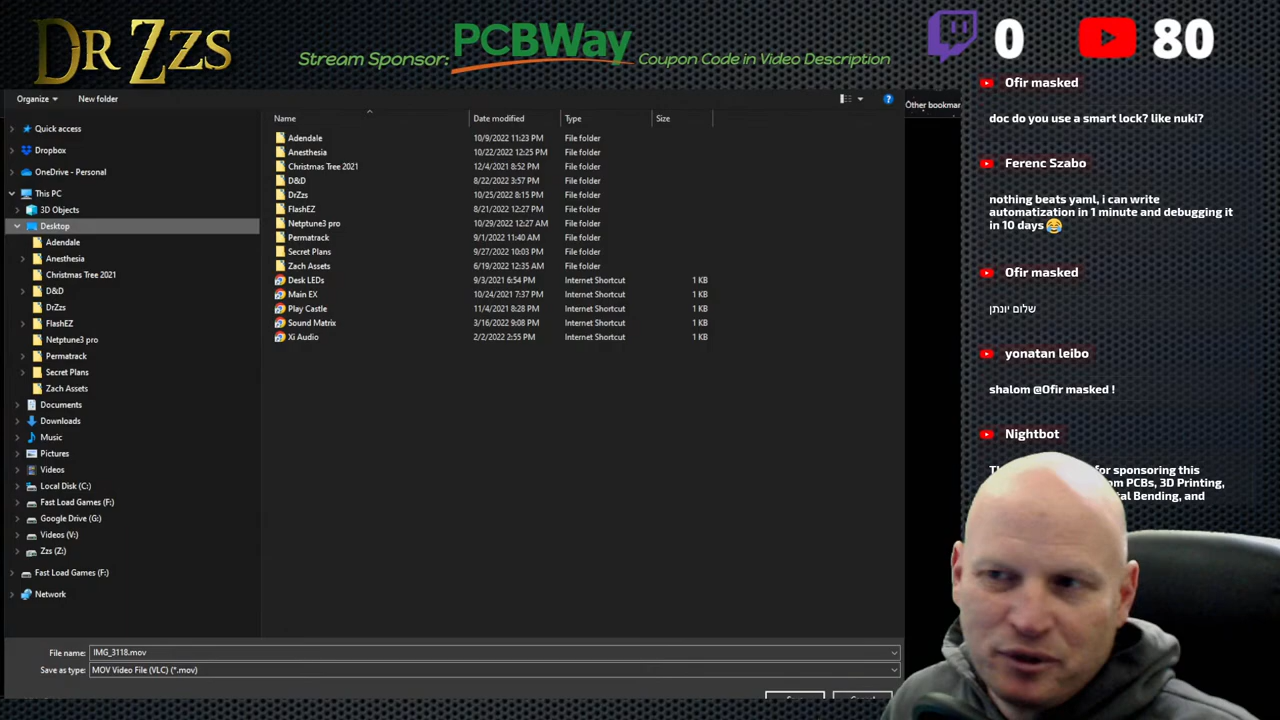 DR ZZS
Stream Sponsor: PCBWay Coupon Code in Video Description
0
80
Organize
New folder
Other bookmar
Quick access
Dropbox
OneDrive - Personal
This PC
3D Objects
Desktop
Adendale
Anesthesia
Christmas Tree 2021
D&D
DrZzs
FlashEZ
Netptune3 pro
Permatrack
Secret Plans
Zach Assets
Documents
Downloads
Music
Pictures
Videos
Local Disk (C:)
Fast Load Games (F:)
Google Drive (G:)
Videos (V:)
Zzs (Z:)
Fast Load Games (F:)
Network
Name Date modified Type Size
Adendale 10/9/2022 11:23 PM File folder
Anesthesia 10/22/2022 12:25 PM File folder
Christmas Tree 2021 12/4/2021 8:52 PM File folder
D&D 8/22/2022 3:57 PM File folder
DrZzs 10/25/2022 8:15 PM File folder
FlashEZ 8/21/2022 12:27 PM File folder
Netptune3 pro 10/29/2022 12:27 AM File folder
Permatrack 9/1/2022 11:40 AM File folder
Secret Plans 9/27/2022 10:03 PM File folder
Zach Assets 6/19/2022 12:35 AM File folder
Desk LEDs 9/3/2021 6:54 PM Internet Shortcut 1 KB
Main EX 10/24/2021 7:37 PM Internet Shortcut 1 KB
Play Castle 11/4/2021 8:28 PM Internet Shortcut 1 KB
Sound Matrix 3/16/2022 9:08 PM Internet Shortcut 1 KB
Xi Audio 2/2/2022 2:55 PM Internet Shortcut 1 KB
File name: IMG_3118.mov
Save as type: MOV Video File (VLC) (*.mov)
Ofir masked
doc do you use a smart lock? like nuki?
Ferenc Szabo
nothing beats yaml, i can write
automatization in 1 minute and debugging it
in 10 days 😂
Ofir masked
שלום יונתן
yonatan leibo
shalom @Ofir masked !
Nightbot
for sponsoring this
PCBs, 3D Printing,
Bending, and